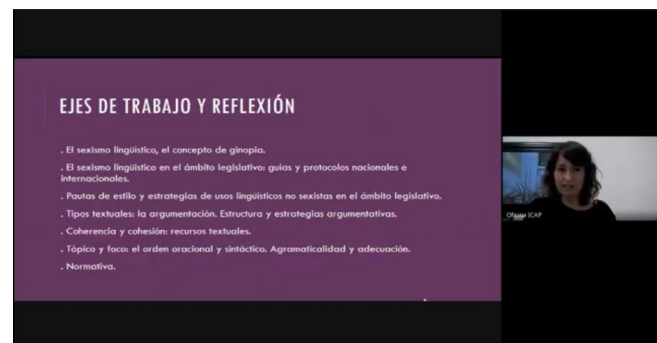 EJES DE TRABAJO Y REFLEXIÓN
. El sexismo lingüístico, el concepto de ginopia.
. El sexismo lingüístico en el ámbito legislativo: guías y protocolos nacionales e
internacionales.
. Pautas de estilo y estrategias de usos lingüísticos no sexistas en el ámbito legislativo.
. Tipos textuales: la argumentación. Estructura y estrategias argumentativas.
. Coherencia y cohesión: recursos textuales.
. Tópico y foco: el orden oracional y sintáctico. Agramaticalidad y adecuación.
. Normativa.
Oficina ICAP